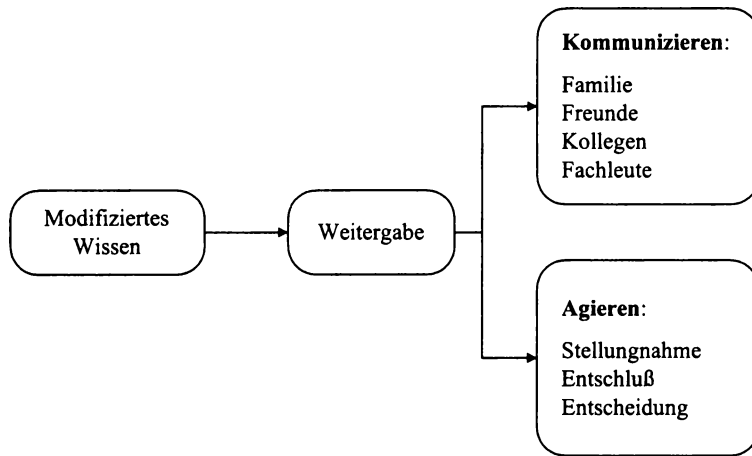 Modifiziertes
Wissen
Weitergabe
Kommunizieren:
Familie
Freunde
Kollegen
Fachleute
Agieren:
Stellungnahme
Entschluß
Entscheidung